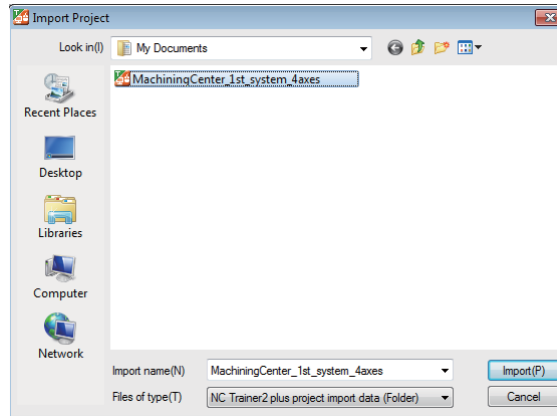 Import Project
Look in(I) My Documents
MachiningCenter_1st_system_4axes
Recent Places
Desktop
Libraries
Computer
Network
Import name(N) MachiningCenter_1st_system_4axes Import(P)
Files of type(T) NC Trainer2 plus project import data (Folder) Cancel